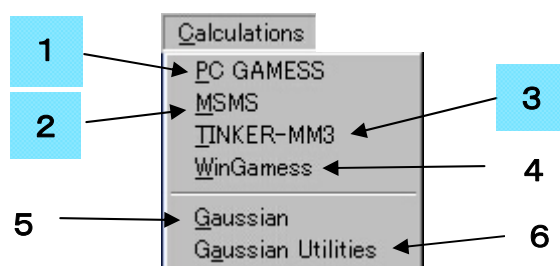 Calculations
1
PC GAMESS
MSMS
2
3
TINKER-MM3
WinGamess
4
5
Gaussian
Gaussian Utilities
6